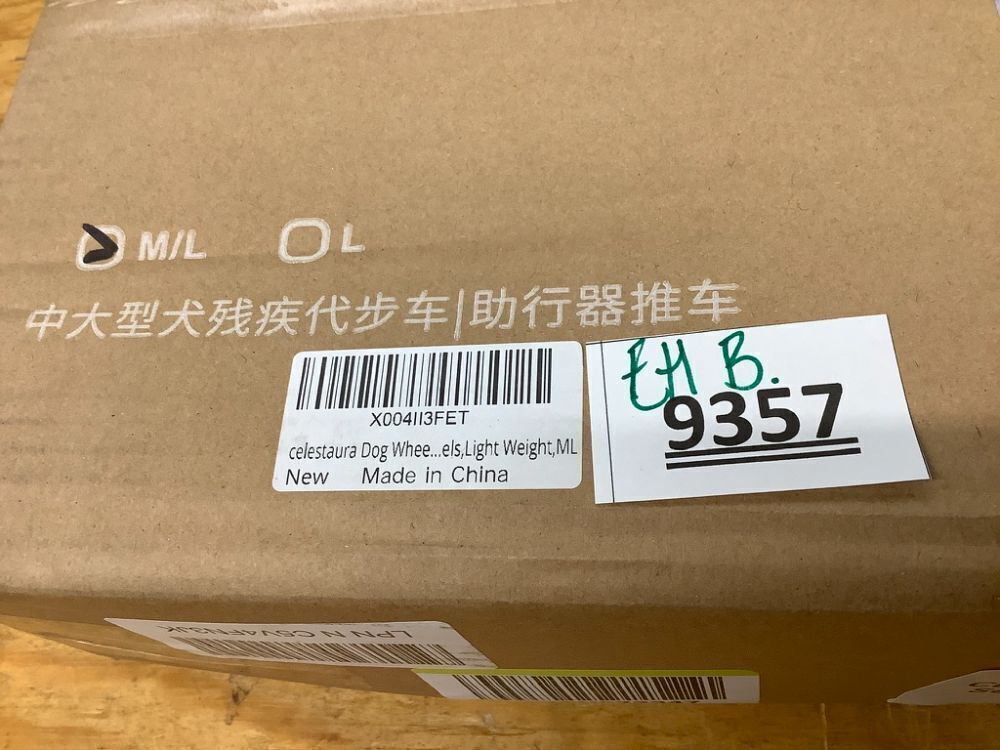 M/L L
中大型犬残疾代步车|助行器推车
X004II3FET
celestaura Dog Whee...els,Light Weight,ML
New Made in China
EH B.
9357
LPN N